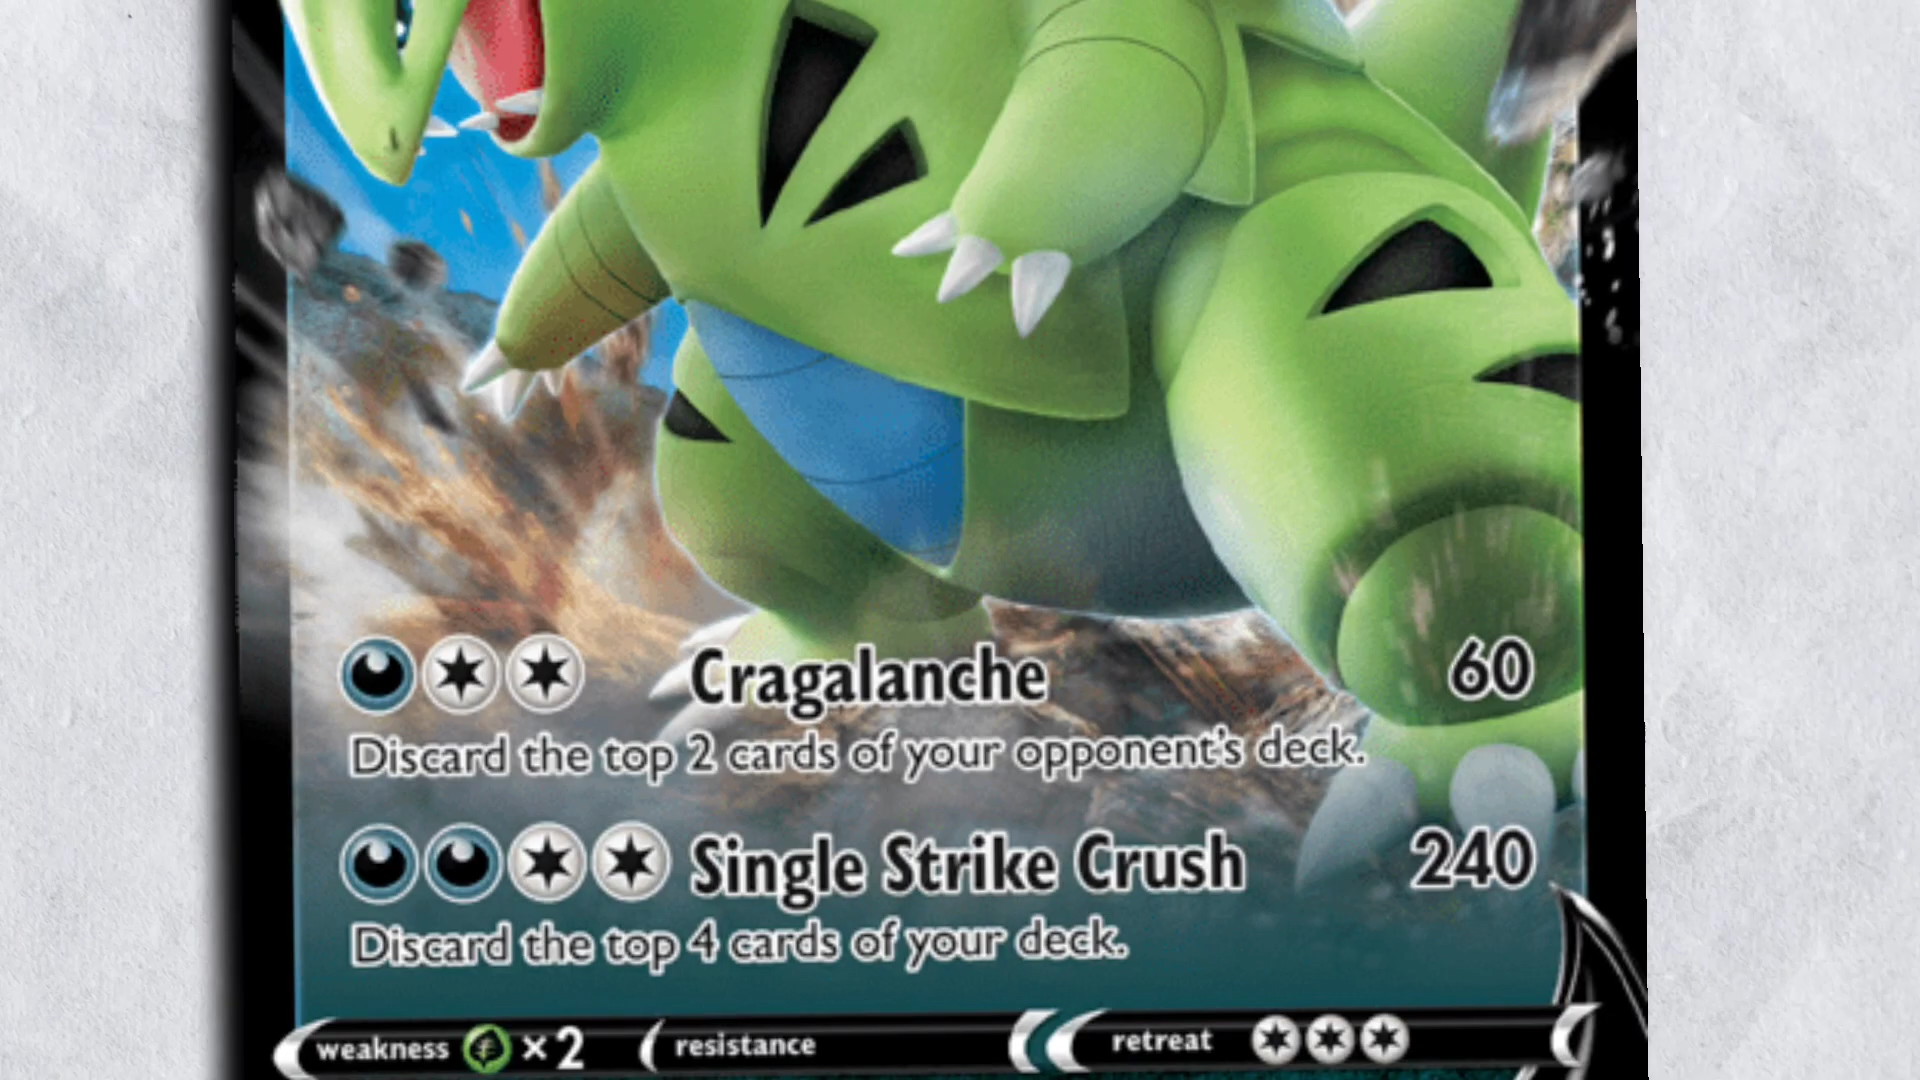 Cragalanche 60
Discard the top 2 cards of your opponent's deck.
Single Strike Crush 240
Discard the top 4 cards of your deck.
weakness ×2 resistance retreat